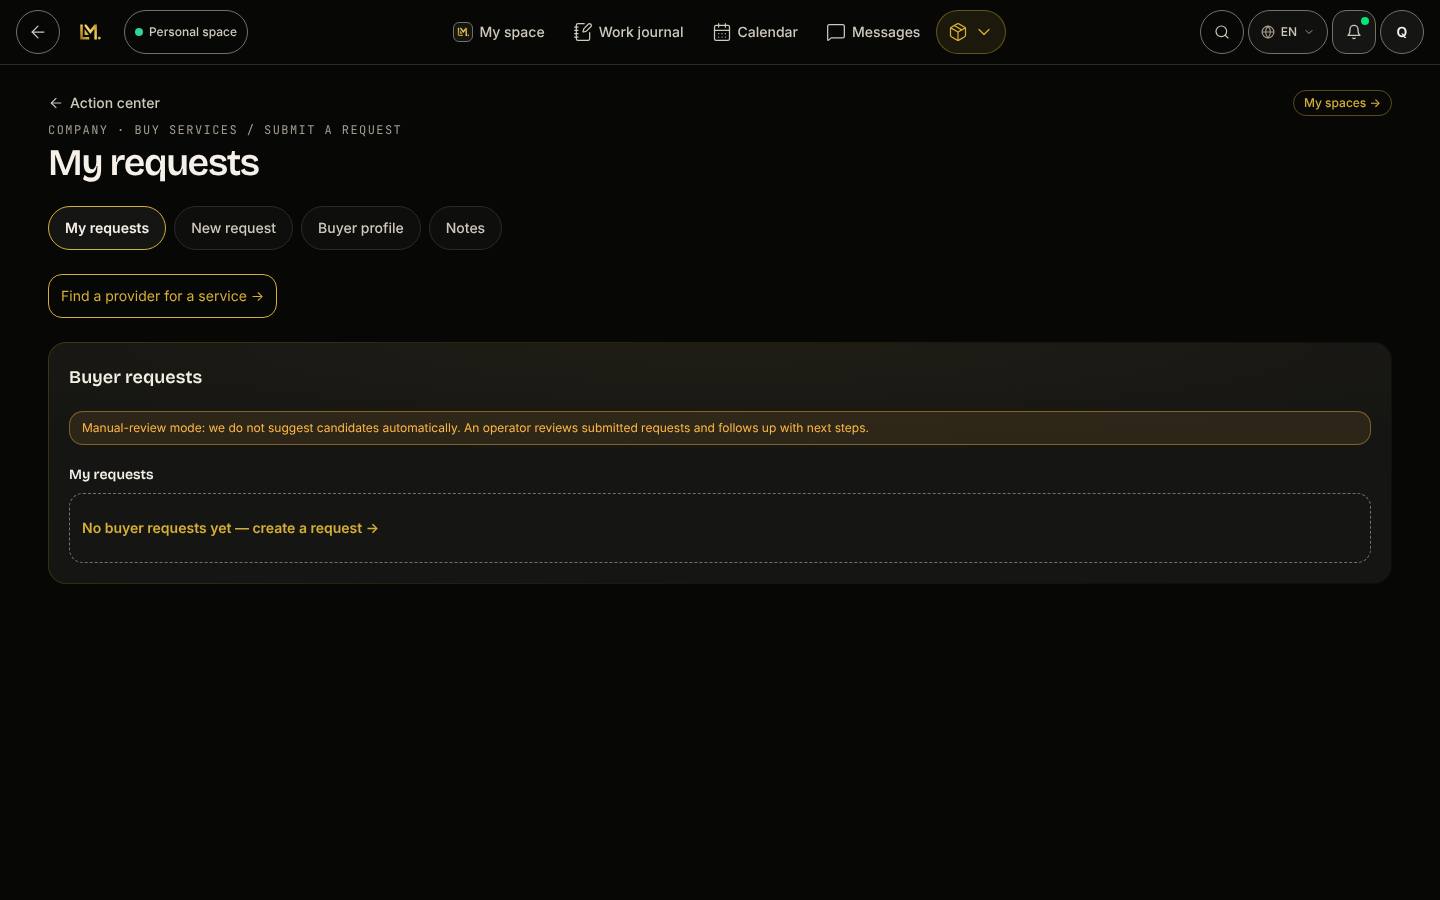 LM.
Personal space
LM.
My space
Work journal
Calendar
Messages
EN
Q
← Action center
My spaces →
COMPANY · BUY SERVICES / SUBMIT A REQUEST
My requests
My requests
New request
Buyer profile
Notes
Find a provider for a service →
Buyer requests
Manual-review mode: we do not suggest candidates automatically. An operator reviews submitted requests and follows up with next steps.
My requests
No buyer requests yet — create a request →